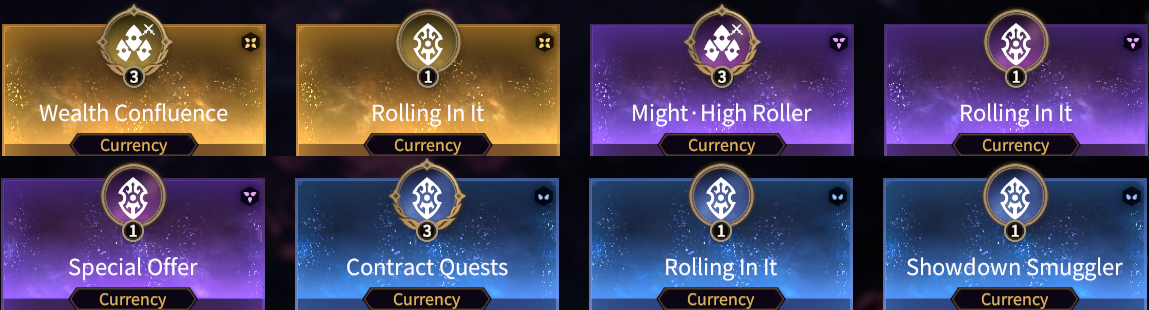 3
1
3
1
Wealth Confluence
Rolling In It
Might·High Roller
Rolling In It
Currency
Currency
Currency
Currency
1
3
1
1
Special Offer
Contract Quests
Rolling In It
Showdown Smuggler
Currency
Currency
Currency
Currency